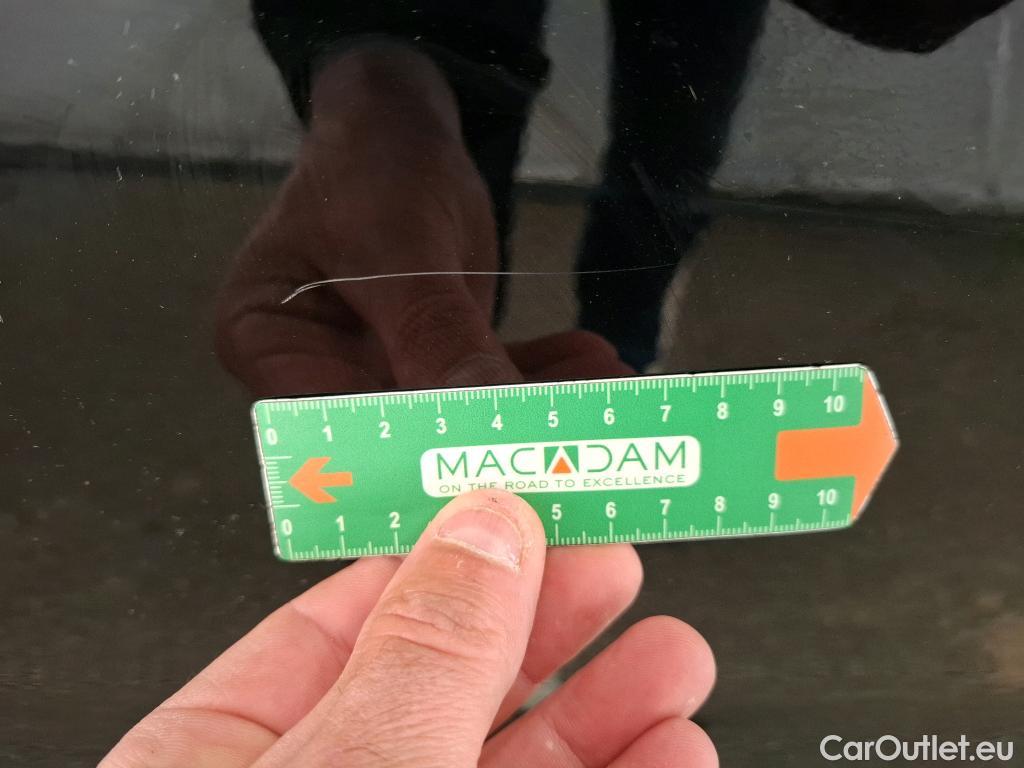 0 1 2 3 4 5 6 7 8 9 10
MACADAM
ON THE ROAD TO EXCELLENCE
0 1 2 5 6 7 8 9 10
CarOutlet.eu